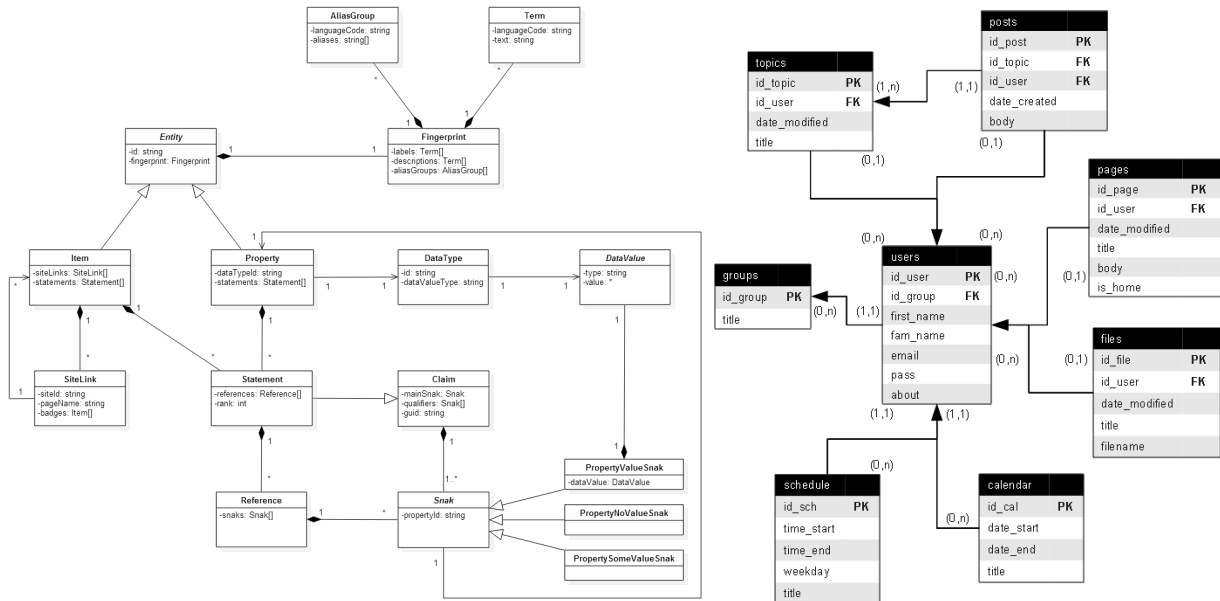 AliasGroup
-languageCode: string
-aliases: string[]
Term
-languageCode: string
-text: string
*
*
1
1
Entity
-id: string
-fingerprint: Fingerprint
1
1
Fingerprint
-labels: Term[]
-descriptions: Term[]
-aliasGroups: AliasGroup[]
1
Item
-siteLinks: SiteLink[]
-statements: Statement[]
Property
-dataTypeId: string
-statements: Statement[]
DataType
-id: string
-dataValueType: string
DataValue
-type: string
-value: *
*
1
1
1
1
1
1
1
1
1
*
*
*
SiteLink
-siteId: string
-pageName: string
-badges: Item[]
1
Statement
-references: Reference[]
-rank: int
Claim
-mainSnak: Snak
-qualifiers: Snak[]
-guid: string
1
1
1
*
1..*
PropertyValueSnak
-dataValue: DataValue
Reference
-snaks: Snak[]
1
*
Snak
-propertyId: string
PropertyNoValueSnak
PropertySomeValueSnak
1
posts
id_post PK
id_topic FK
id_user FK
date_created
body
topics
id_topic PK
id_user FK
date_modified
title
(1,n)
(1,1)
(0,1)
(0,1)
pages
id_page PK
id_user FK
date_modified
title
body
is_home
(0,n)
(0,n)
users
id_user PK
id_group FK
first_name
fam_name
email
pass
about
(0,n)
(0,1)
groups
id_group PK
title
(0,n)
(1,1)
(0,n)
(0,1)
files
id_file PK
id_user FK
date_modified
title
filename
(1,1)
(1,1)
(0,n)
(0,n)
schedule
id_sch PK
time_start
time_end
weekday
title
calendar
id_cal PK
date_start
date_end
title